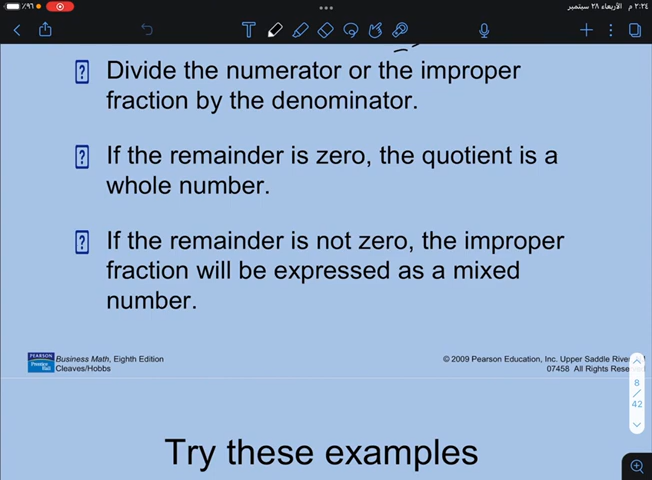 ٪٩٦
٢:٢٤ م الأربعاء ٢٨ سبتمبر
Divide the numerator or the improper
fraction by the denominator.
If the remainder is zero, the quotient is a
whole number.
If the remainder is not zero, the improper
fraction will be expressed as a mixed
number.
PEARSON
Prentice
Hall
Business Math, Eighth Edition
Cleaves/Hobbs
© 2009 Pearson Education, Inc. Upper Saddle River
07458 All Rights Rese
8
/
42
Try these examples